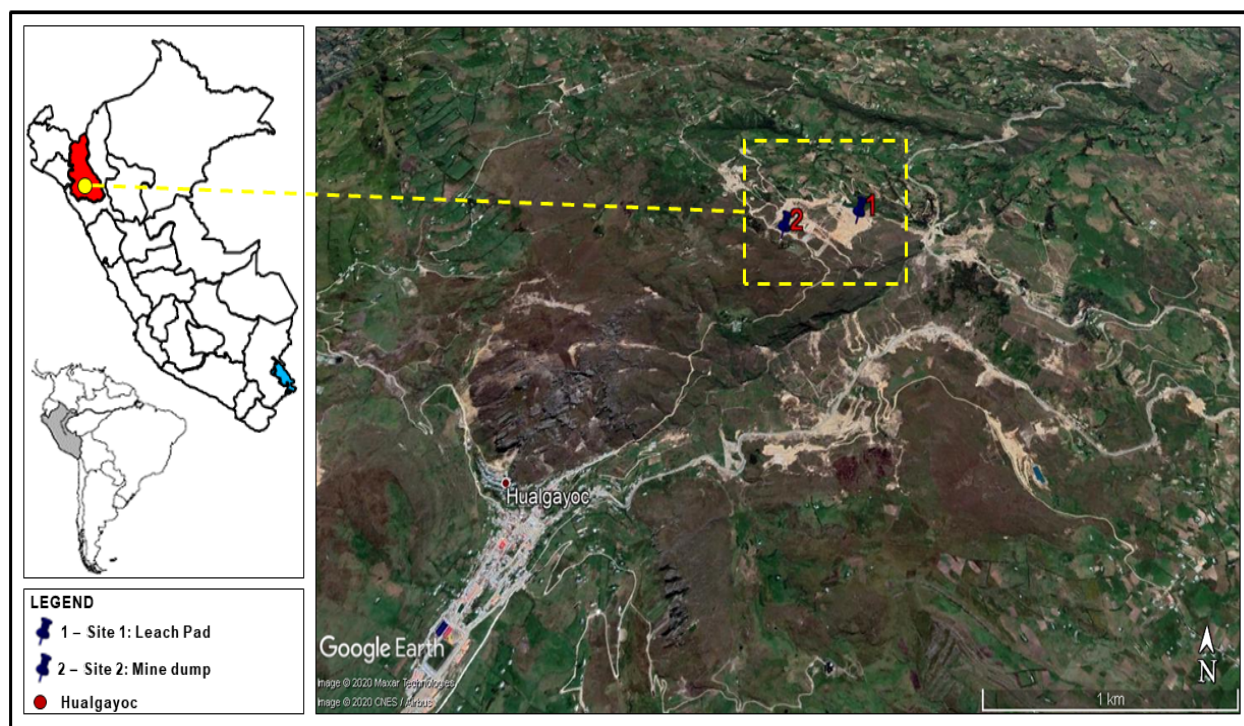 1
2
Hualgayoc
Google Earth
Image © 2020 Maxar Technologies
Image © 2020 CNES / Airbus
N
1 km
LEGEND
1 – Site 1: Leach Pad
2 – Site 2: Mine dump
Hualgayoc